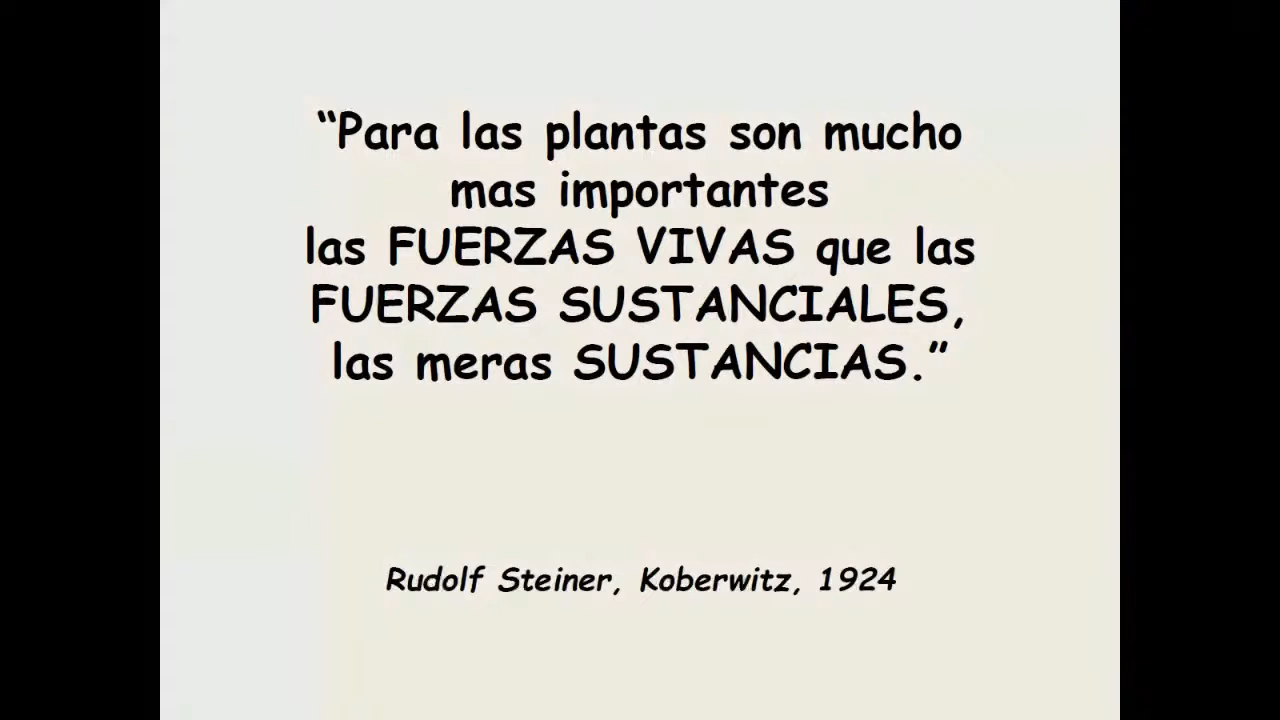 “Para las plantas son mucho
mas importantes
las FUERZAS VIVAS que las
FUERZAS SUSTANCIALES,
las meras SUSTANCIAS.”
Rudolf Steiner, Koberwitz, 1924